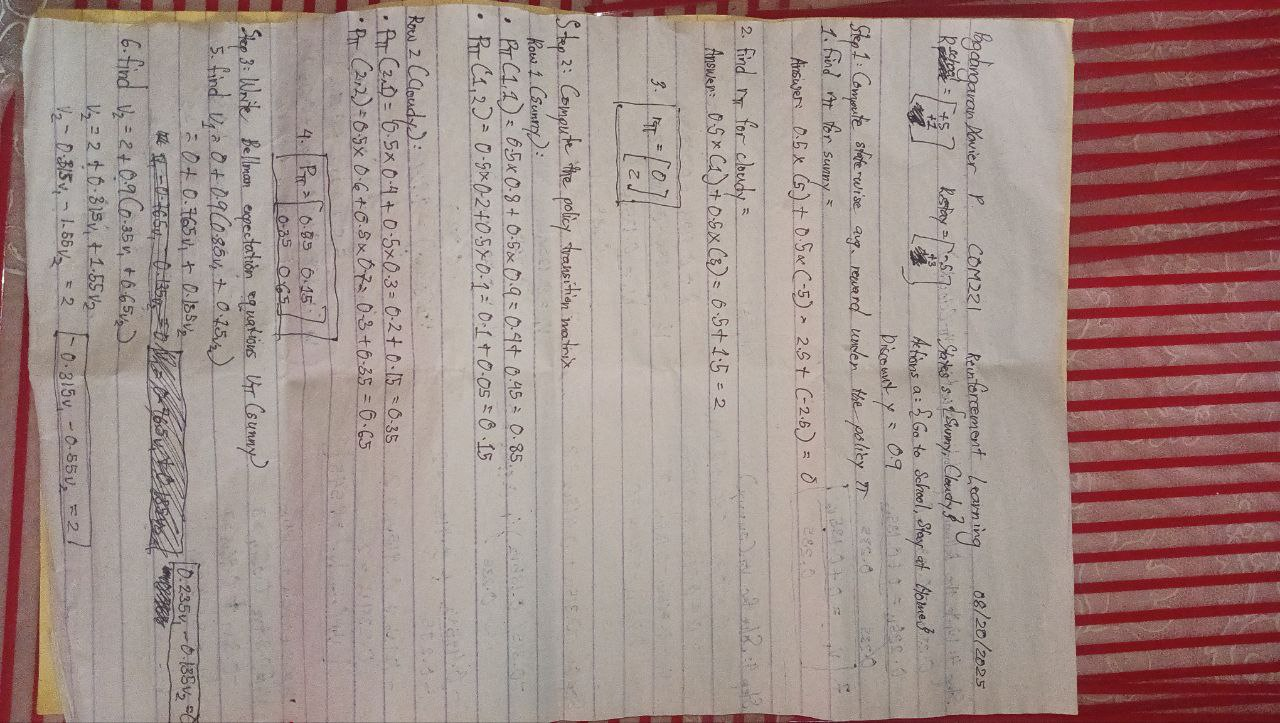 Xavier P. COM221 Reinforcement Learning 08/20/2025
= [+5 +1] Rstay = [-5 +3] States s: {Sunny, Cloudy}
Actions a: {Go to School, Stay at Home}
Discount γ = 0.9
Step 1: Compute state-wise avg. reward under the policy π
1. Find rπ for sunny =
Answer: 0.5 x (5) + 0.5 x (-5) = 2.5 + (-2.5) = 0
2. Find rπ for cloudy =
Answer: 0.5 x (1) + 0.5 x (3) = 0.5 + 1.5 = 2
3. rπ = [0 2]
Step 2: Compute the policy transition matrix
Row 1 (Sunny):
• Pπ (1,1) = 0.5 x 0.8 + 0.5 x 0.9 = 0.4 + 0.45 = 0.85
• Pπ (1,2) = 0.5 x 0.2 + 0.5 x 0.1 = 0.1 + 0.05 = 0.15
Row 2 (Cloudy):
• Pπ (2,1) = 0.5 x 0.4 + 0.5 x 0.3 = 0.2 + 0.15 = 0.35
• Pπ (2,2) = 0.5 x 0.6 + 0.5 x 0.7 = 0.3 + 0.35 = 0.65
4. Pπ = [0.85 0.15
0.35 0.65]
Step 3: Write Bellman expectation equations (sunny)
5. find V₁ = 0 + 0.9 (0.85v₁ + 0.15v₂)
= 0 + 0.765v₁ + 0.135v₂
0.235v₁ - 0.135v₂ = 0
6. find V₂ = 2 + 0.9 (0.35v₁ + 0.65v₂)
V₂ = 2 + 0.315v₁ + 1.55v₂
V₂ - 0.315v₁ - 1.55v₂ = 2
- 0.315v₁ - 0.55v₂ = 2